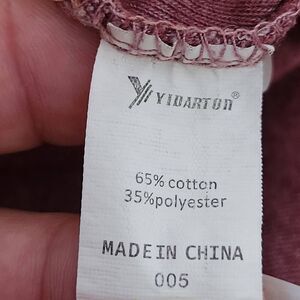 YIDARTON®
65% cotton
35%polyester
MADE IN CHINA
005